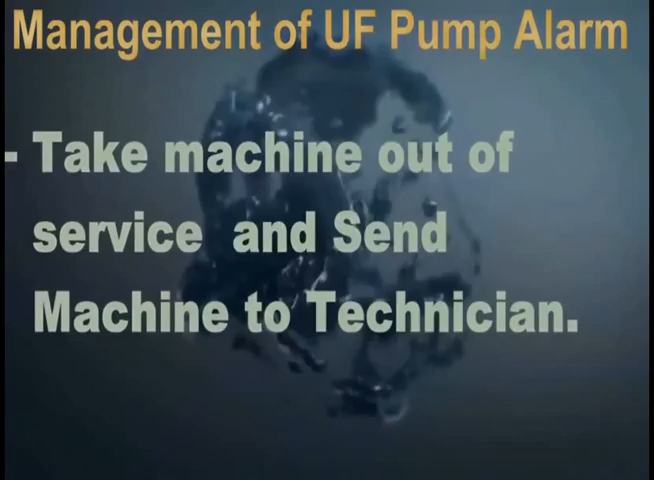 Management of UF Pump Alarm
- Take machine out of
service and Send
Machine to Technician.